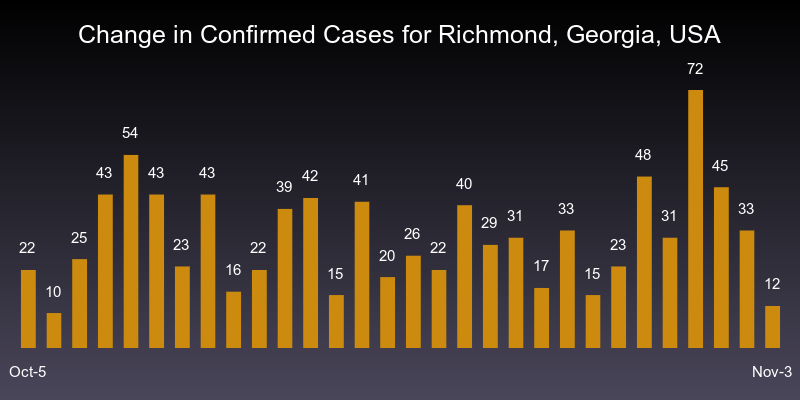 Change in Confirmed Cases for Richmond, Georgia, USA
22 10 25 43 54 43 23 43 16 22 39 42 15 41 20 26 22 40 29 31 17 33 15 23 48 31 72 45 33 12
Oct-5 Nov-3